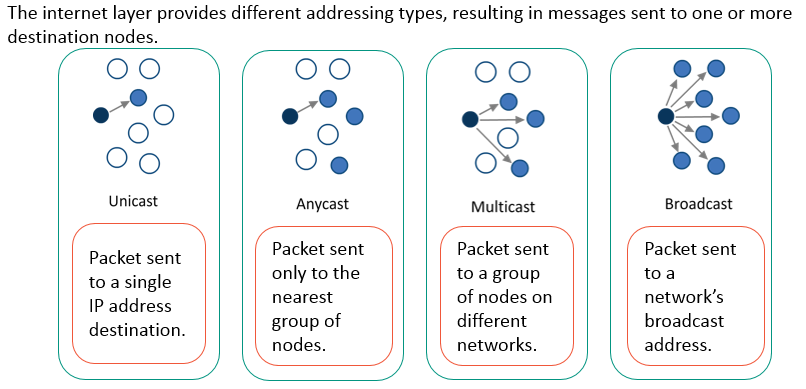 The internet layer provides different addressing types, resulting in messages sent to one or more
destination nodes.
Unicast
Packet sent
to a single
IP address
destination.
Anycast
Packet sent
only to the
nearest
group of
nodes.
Multicast
Packet sent
to a group
of nodes on
different
networks.
Broadcast
Packet sent
to a
network's
broadcast
address.